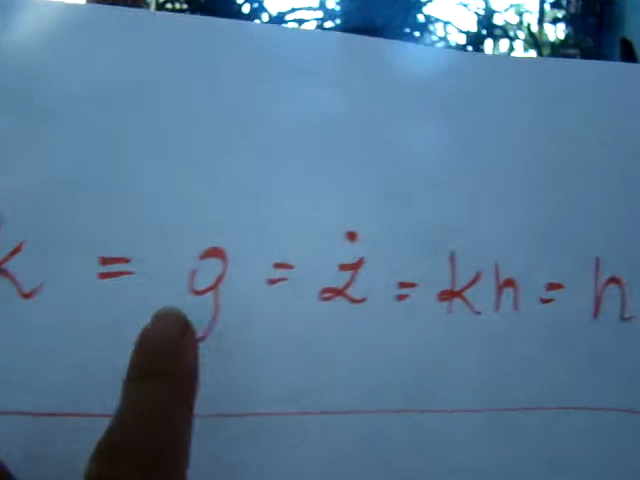 k = g = ż = kh = h